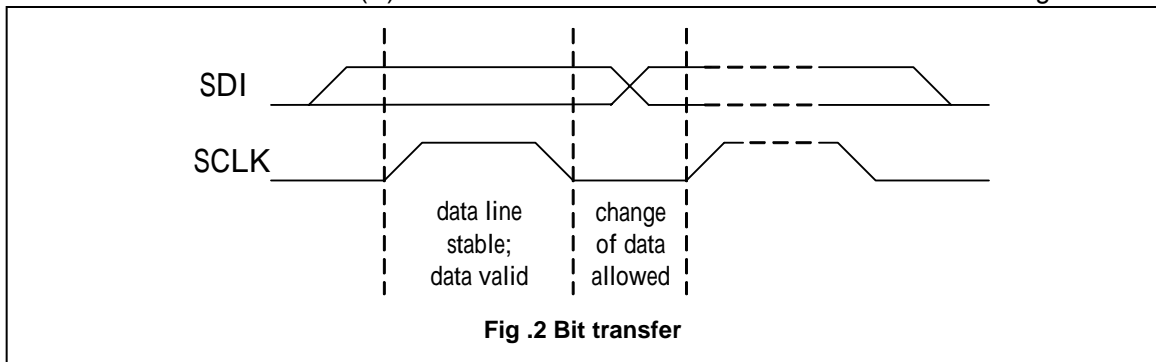 SDI
SCLK
data line
stable;
data valid
change
of data
allowed
Fig .2 Bit transfer